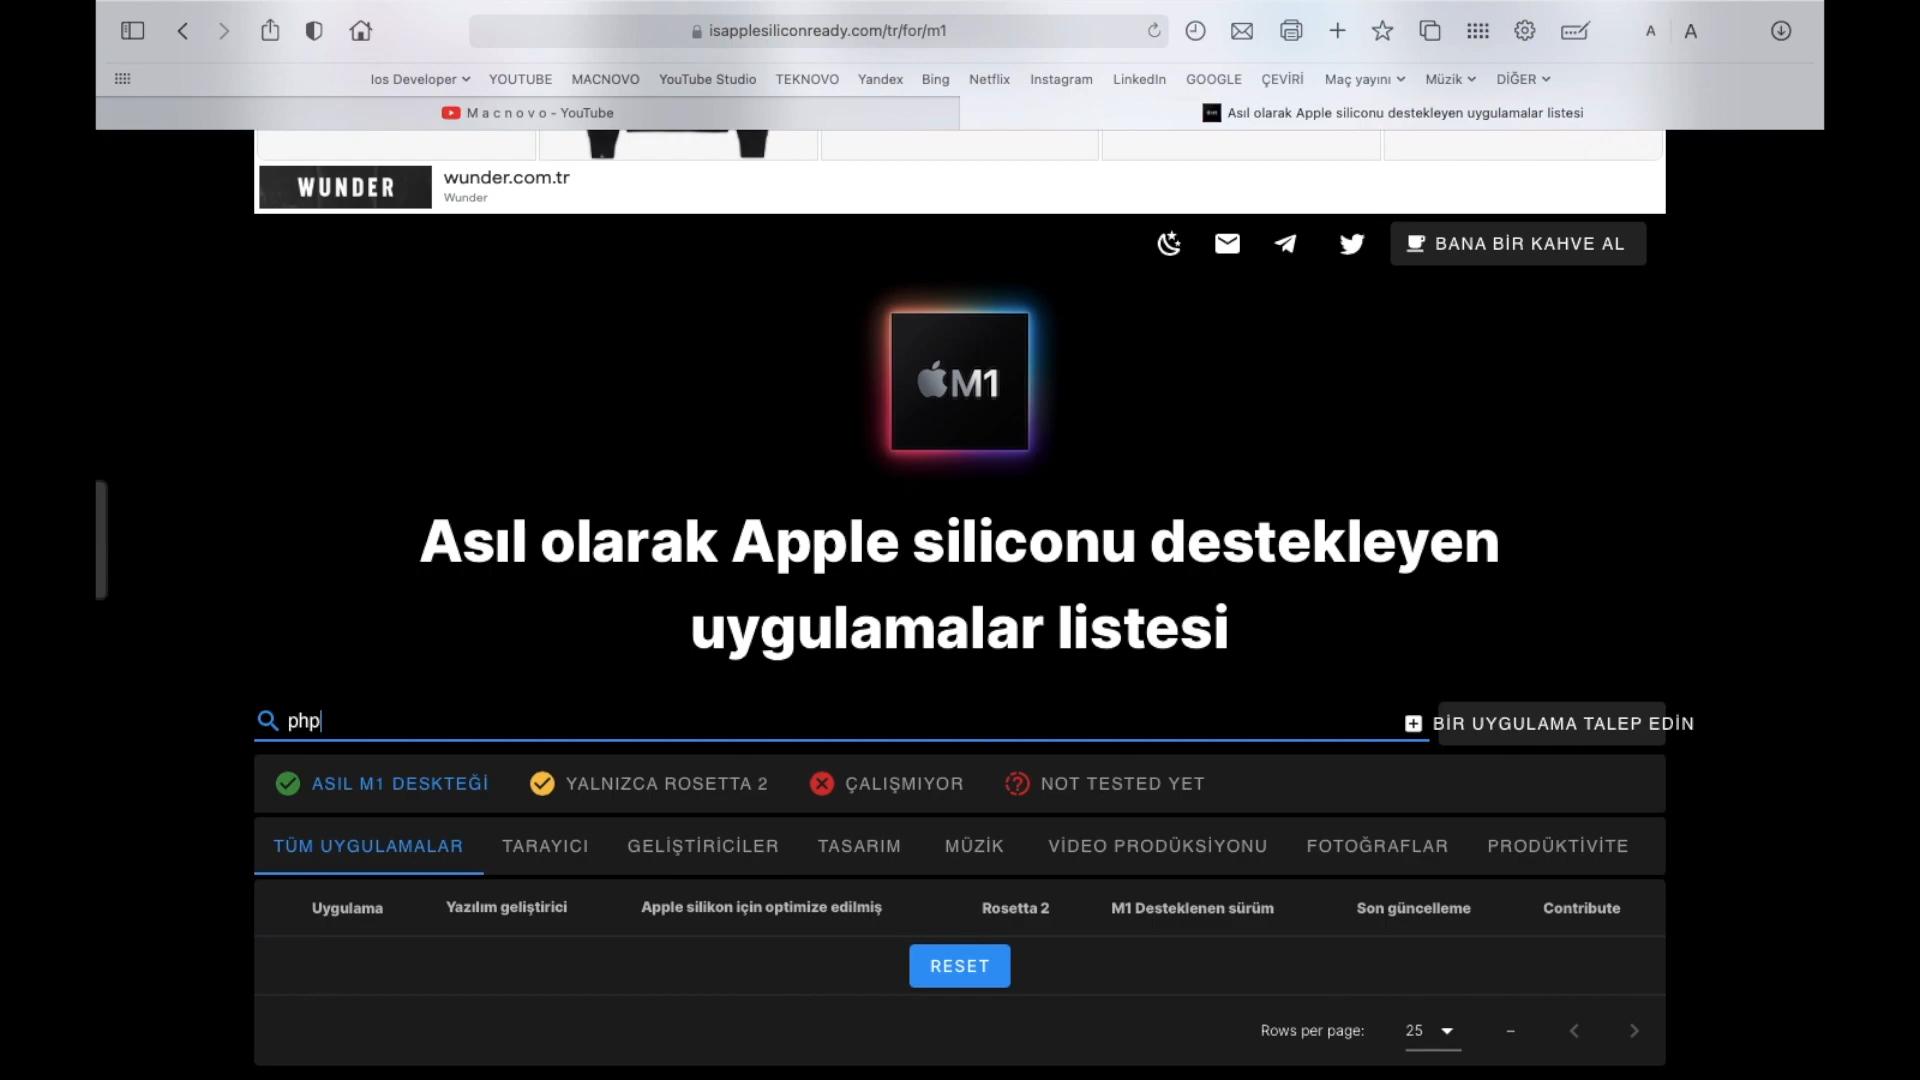 isapplesiliconready.com/tr/for/m1
A A
Ios Developer YOUTUBE MACNOVO YouTube Studio TEKNOVO Yandex Bing Netflix Instagram LinkedIn GOOGLE ÇEVİRİ Maç yayını Müzik DİĞER
M a c n o v o - YouTube
Asıl olarak Apple siliconu destekleyen uygulamalar listesi
WUNDER
wunder.com.tr
Wunder
BANA BİR KAHVE AL
M1
Asıl olarak Apple siliconu destekleyen
uygulamalar listesi
php
BİR UYGULAMA TALEP EDİN
ASIL M1 DESKTEĞİ YALNIZCA ROSETTA 2 ÇALIŞMIYOR NOT TESTED YET
TÜM UYGULAMALAR TARAYICI GELİŞTİRİCİLER TASARIM MÜZİK VİDEO PRODÜKSİYONU FOTOĞRAFLAR PRODÜKTİVİTE
Uygulama Yazılım geliştirici Apple silikon için optimize edilmiş Rosetta 2 M1 Desteklenen sürüm Son güncelleme Contribute
RESET
Rows per page: 25 –